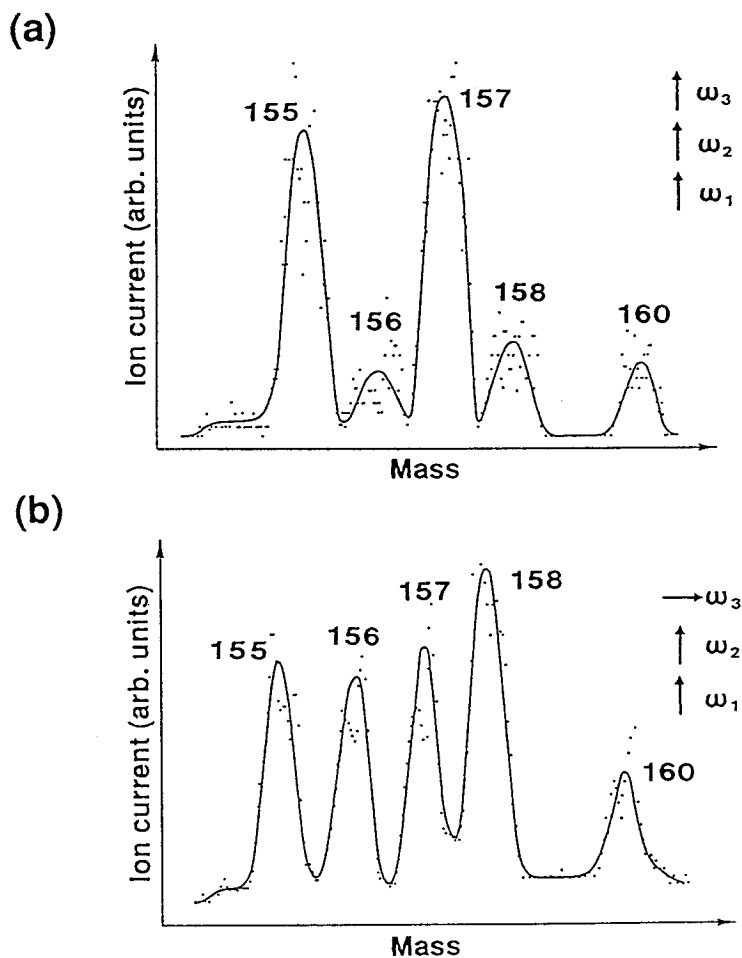 (a)
Ion current (arb. units)
155
156
157
158
160
ω₃
ω₂
ω₁
Mass
(b)
Ion current (arb. units)
155
156
157
158
160
ω₃
ω₂
ω₁
Mass